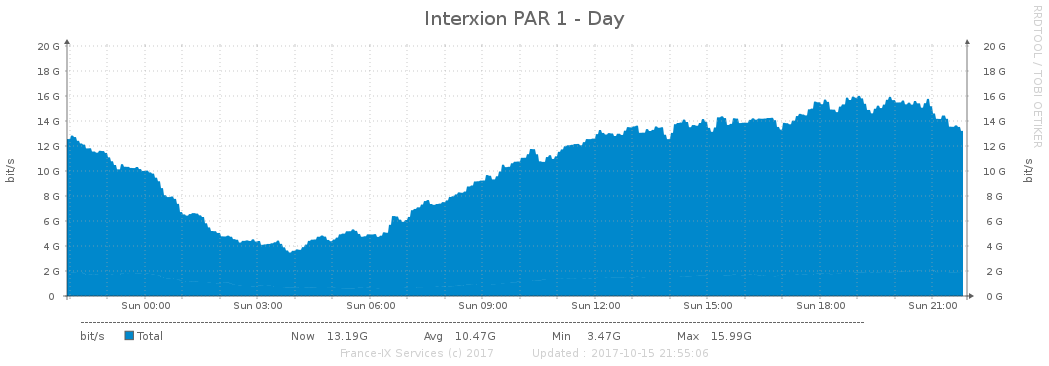 Interxion PAR 1 - Day
RRDTOOL / TOBI OETIKER
20 G 20 G
18 G 18 G
16 G 16 G
14 G 14 G
12 G 12 G
10 G 10 G
8 G 8 G
6 G 6 G
4 G 4 G
2 G 2 G
0 0 G
bit/s bit/s
Sun 00:00 Sun 03:00 Sun 06:00 Sun 09:00 Sun 12:00 Sun 15:00 Sun 18:00 Sun 21:00
bit/s Total Now 13.19G Avg 10.47G Min 3.47G Max 15.99G
France-IX Services (c) 2017 Updated : 2017-10-15 21:55:06